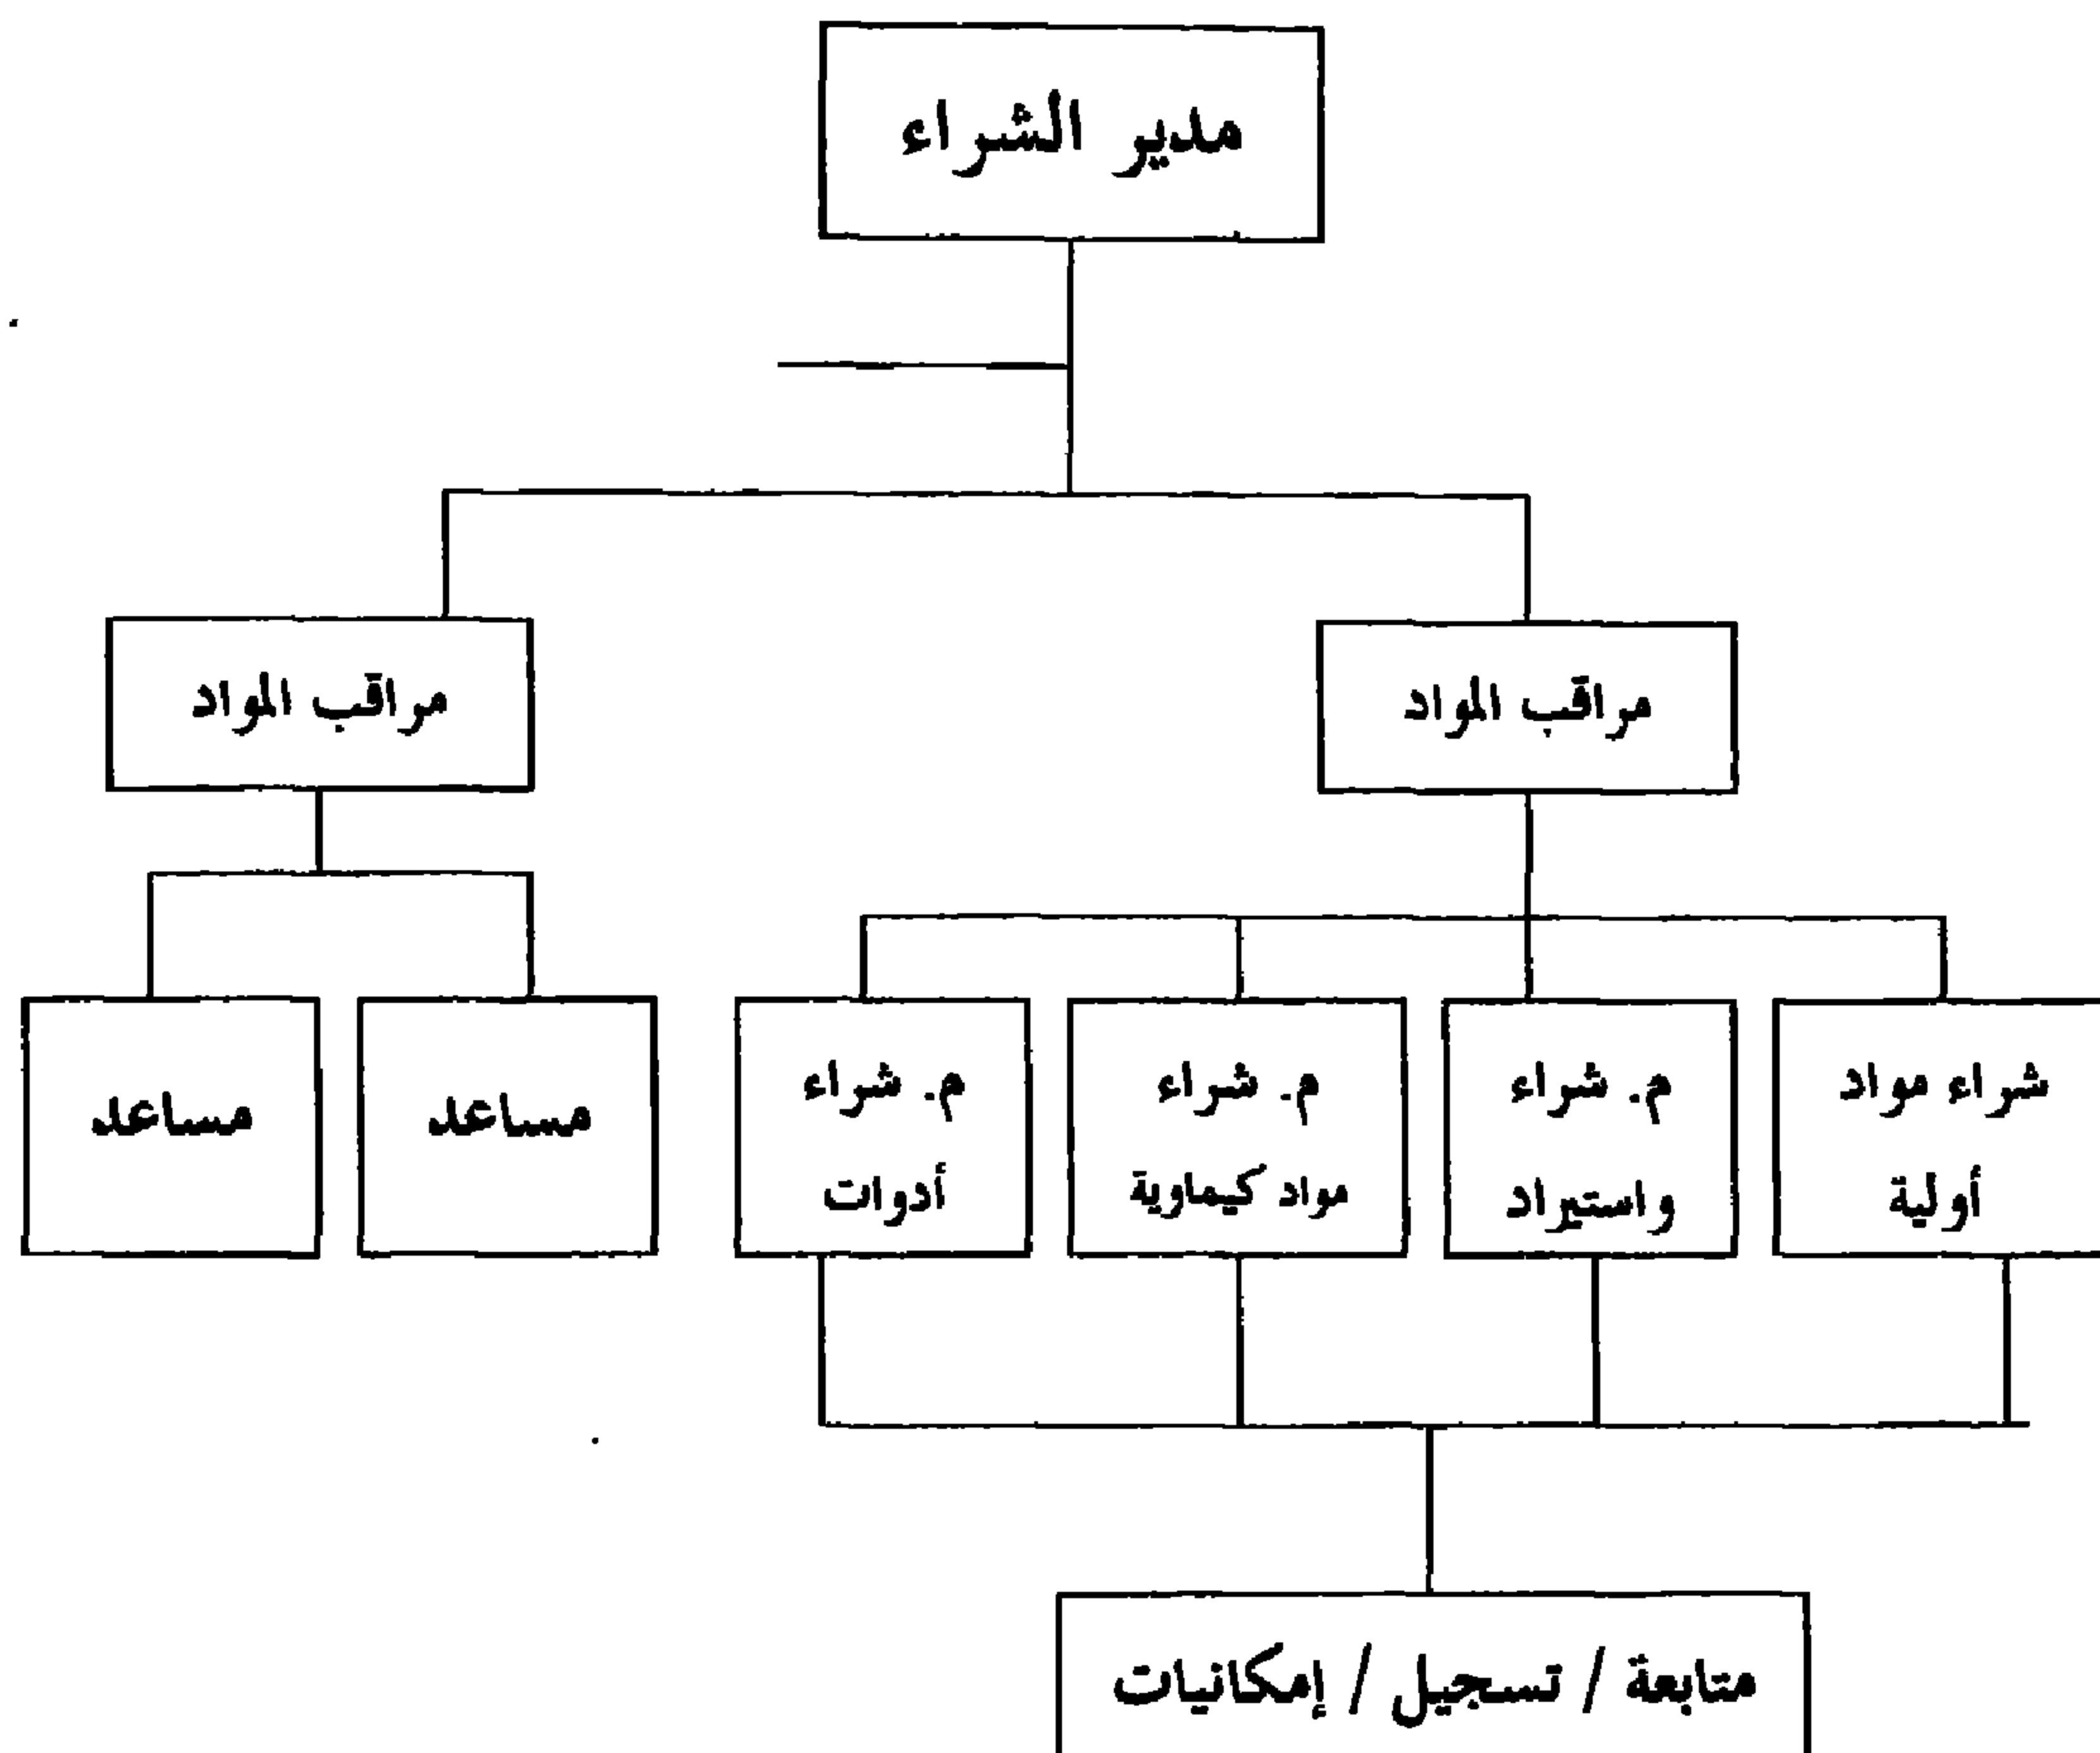 مدير الشراء
مراقب المواد
مراقب المواد
شراء مواد
أولية
م. شراء
واستيراد
م. شراء
مواد كيماوية
م. شراء
أدوات
مساعد
مساعد
متابعة / تسجيل / إمكانيات